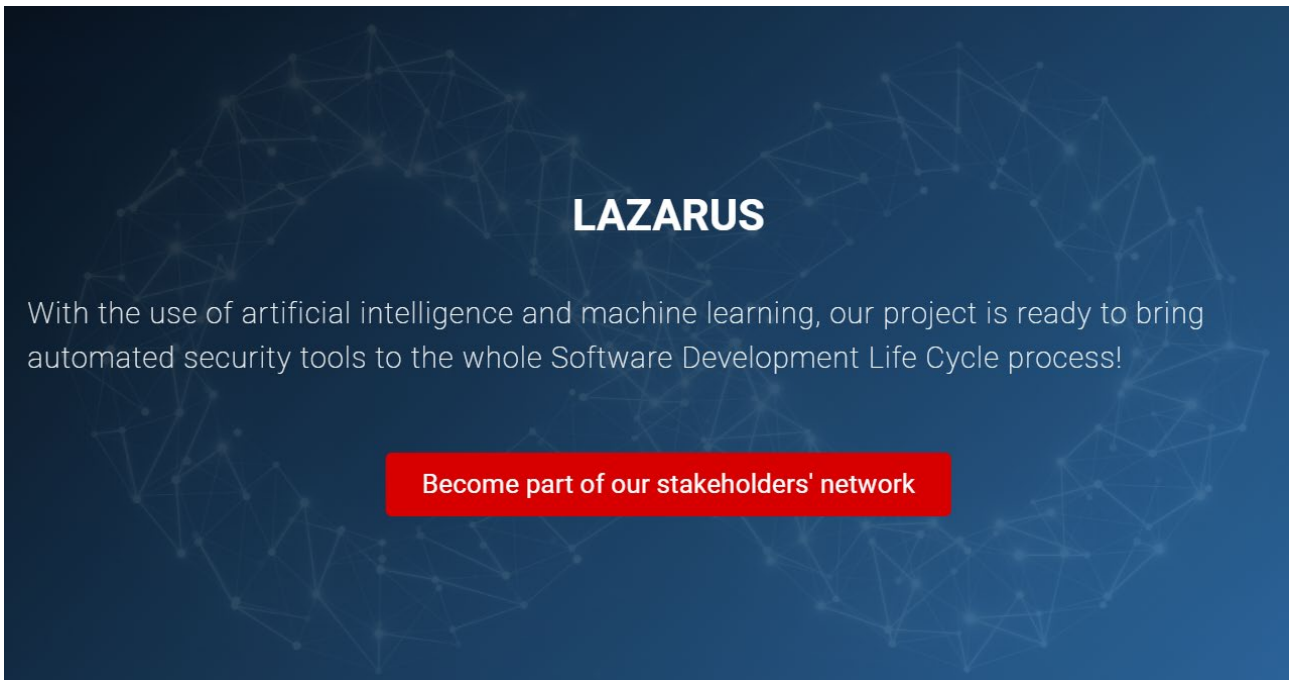 LAZARUS
With the use of artificial intelligence and machine learning, our project is ready to bring
automated security tools to the whole Software Development Life Cycle process!
Become part of our stakeholders' network